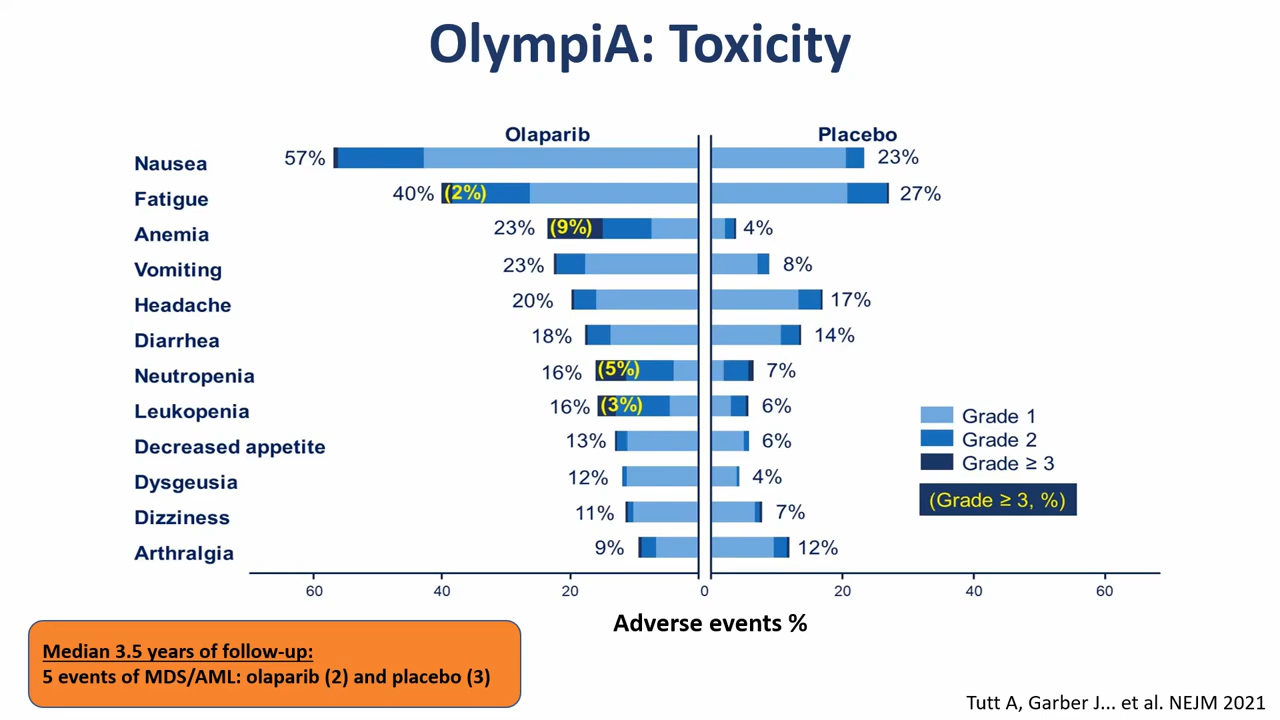 OlympiA: Toxicity
Olaparib
Placebo
Nausea 57% 23%
Fatigue 40% (2%) 27%
Anemia 23% (9%) 4%
Vomiting 23% 8%
Headache 20% 17%
Diarrhea 18% 14%
Neutropenia 16% (5%) 7%
Leukopenia 16% (3%) 6%
Decreased appetite 13% 6%
Dysgeusia 12% 4%
Dizziness 11% 7%
Arthralgia 9% 12%
Grade 1
Grade 2
Grade ≥ 3
(Grade ≥ 3, %)
60 40 20 0 20 40 60
Adverse events %
Median 3.5 years of follow-up:
5 events of MDS/AML: olaparib (2) and placebo (3)
Tutt A, Garber J... et al. NEJM 2021